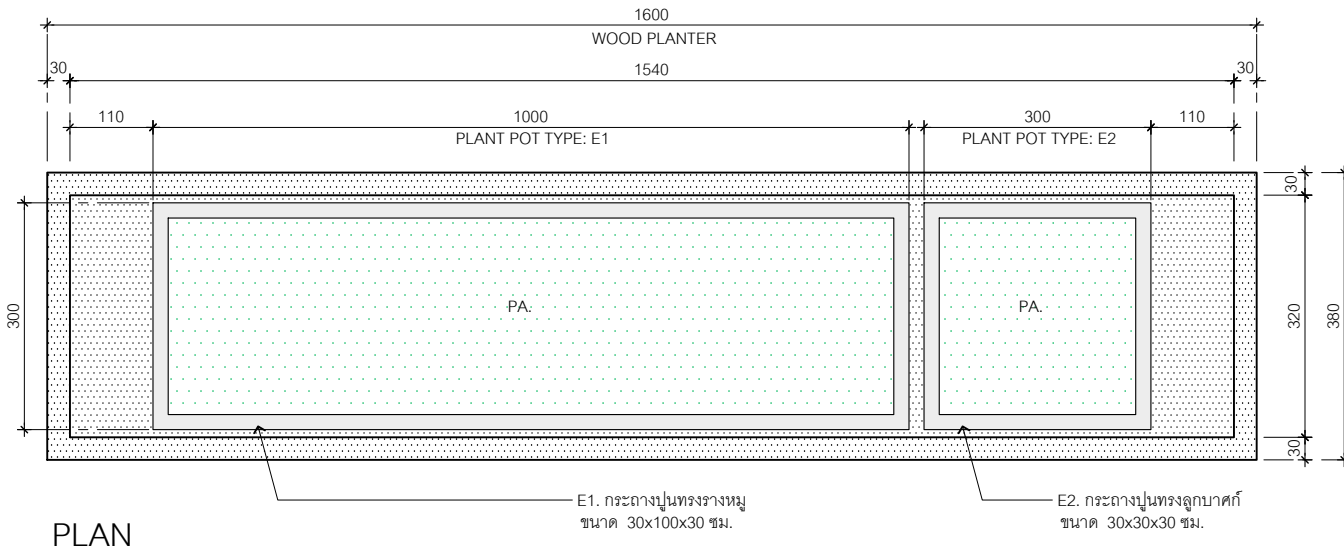 1600
WOOD PLANTER
30
1540
30
110
1000
300
110
PLANT POT TYPE: E1
PLANT POT TYPE: E2
30
300
PA.
PA.
320
380
30
E1. กระถางปูนทรงรางหมู
ขนาด 30x100x30 ซม.
E2. กระถางปูนทรงลูกบาศก์
ขนาด 30x30x30 ซม.
PLAN